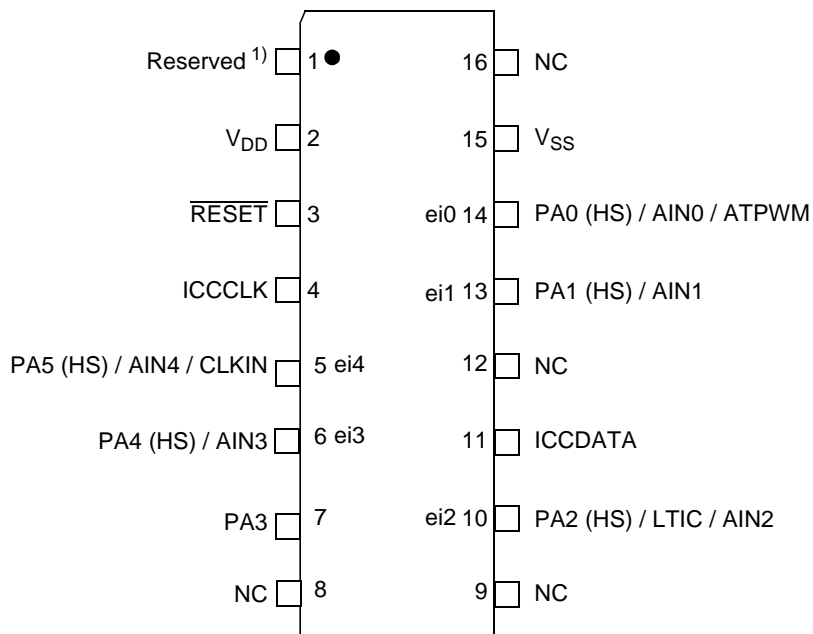 Reserved 1) 1 16 NC
VDD 2 15 VSS
RESET 3 ei0 14 PA0 (HS) / AIN0 / ATPWM
ICCCLK 4 ei1 13 PA1 (HS) / AIN1
PA5 (HS) / AIN4 / CLKIN 5 ei4 12 NC
PA4 (HS) / AIN3 6 ei3 11 ICCDATA
PA3 7 ei2 10 PA2 (HS) / LTIC / AIN2
NC 8 9 NC